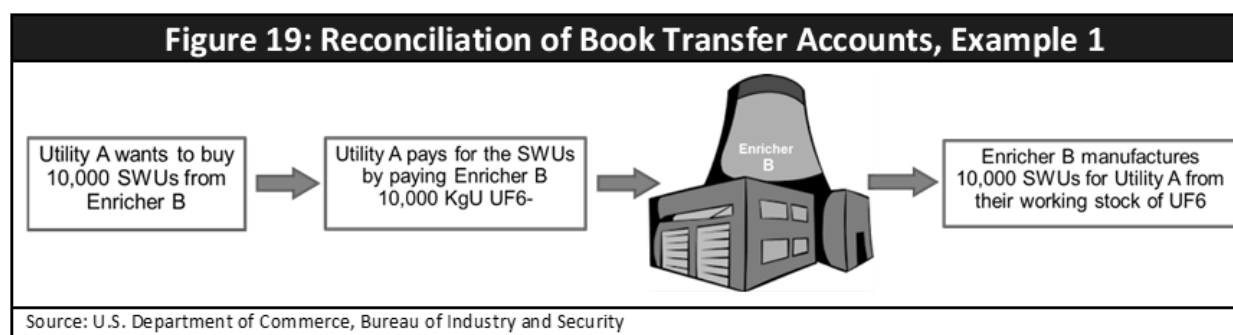 Figure 19: Reconciliation of Book Transfer Accounts, Example 1
Utility A wants to buy
10,000 SWUs from
Enricher B
Utility A pays for the SWUs
by paying Enricher B
10,000 KgU UF6-
Enricher
B
Enricher B manufactures
10,000 SWUs for Utility A from
their working stock of UF6
Source: U.S. Department of Commerce, Bureau of Industry and Security